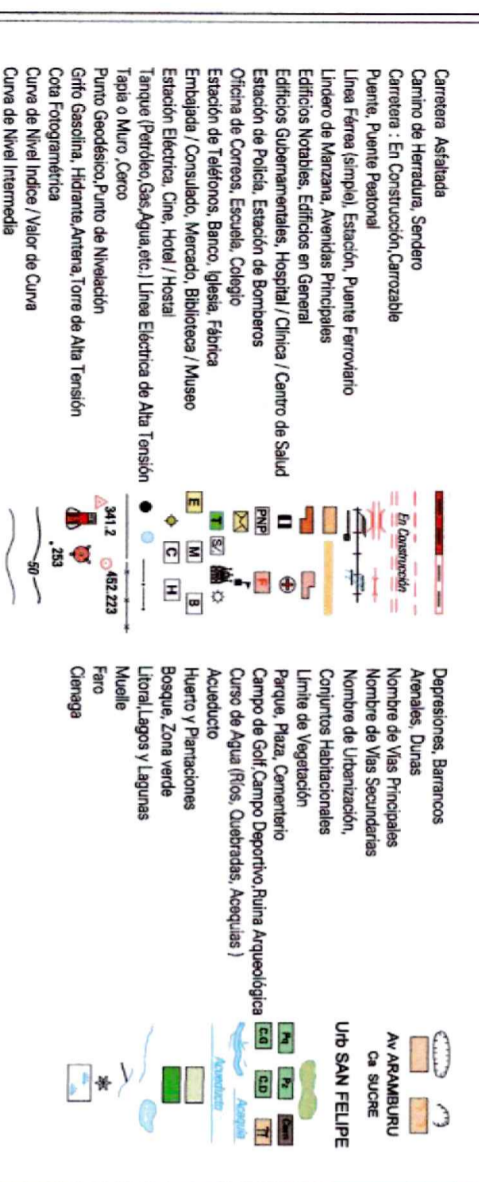 Carretera Asfaltada
Camino de Herradura, Sendero
Carretera : En Construcción,Carrozable
Puente, Puente Peatonal
Línea Férrea (simple), Estación, Puente Ferroviario
Lindero de Manzana, Avenidas Principales
Edificios Notables, Edificios en General
Edificios Gubernamentales, Hospital / Clínica / Centro de Salud
Estación de Policía, Estación de Bomberos
Oficina de Correos, Escuela, Colegio
Estación de Teléfonos, Banco, Iglesia, Fábrica
Embajada / Consulado, Mercado, Biblioteca / Museo
Estación Eléctrica, Cine, Hotel / Hostal
Tanque (Petróleo,Gas,Agua,etc.) Línea Eléctrica de Alta Tensión
Tapia o Muro ,Cerco
Punto Geodésico,Punto de Nivelación
Grifo Gasolina, Hidrante,Antena,Torre de Alta Tensión
Cota Fotogramétrica
Curva de Nivel Indice / Valor de Curva
Curva de Nivel Intermedia
En Construcción
PNP F
T S/
E M B
C H
341.2 452.223
.253
50
Depresiones, Barrancos
Arenales, Dunas
Nombre de Vías Principales
Nombre de Vías Secundarias
Nombre de Urbanización,
Conjuntos Habitacionales
Límite de Vegetación
Parque, Plaza, Cementerio
Campo de Golf,Campo Deportivo,Ruina Arqueológica
Curso de Agua (Ríos, Quebradas, Acequias )
Acueducto
Huerto y Plantaciones
Bosque, Zona verde
Litoral,Lagos y Lagunas
Muelle
Faro
Cienaga
Av ARAMBURU
Ca SUCRE
Urb SAN FELIPE
Pq Pz Cem
C.G C.D
Acequia
Acueducto